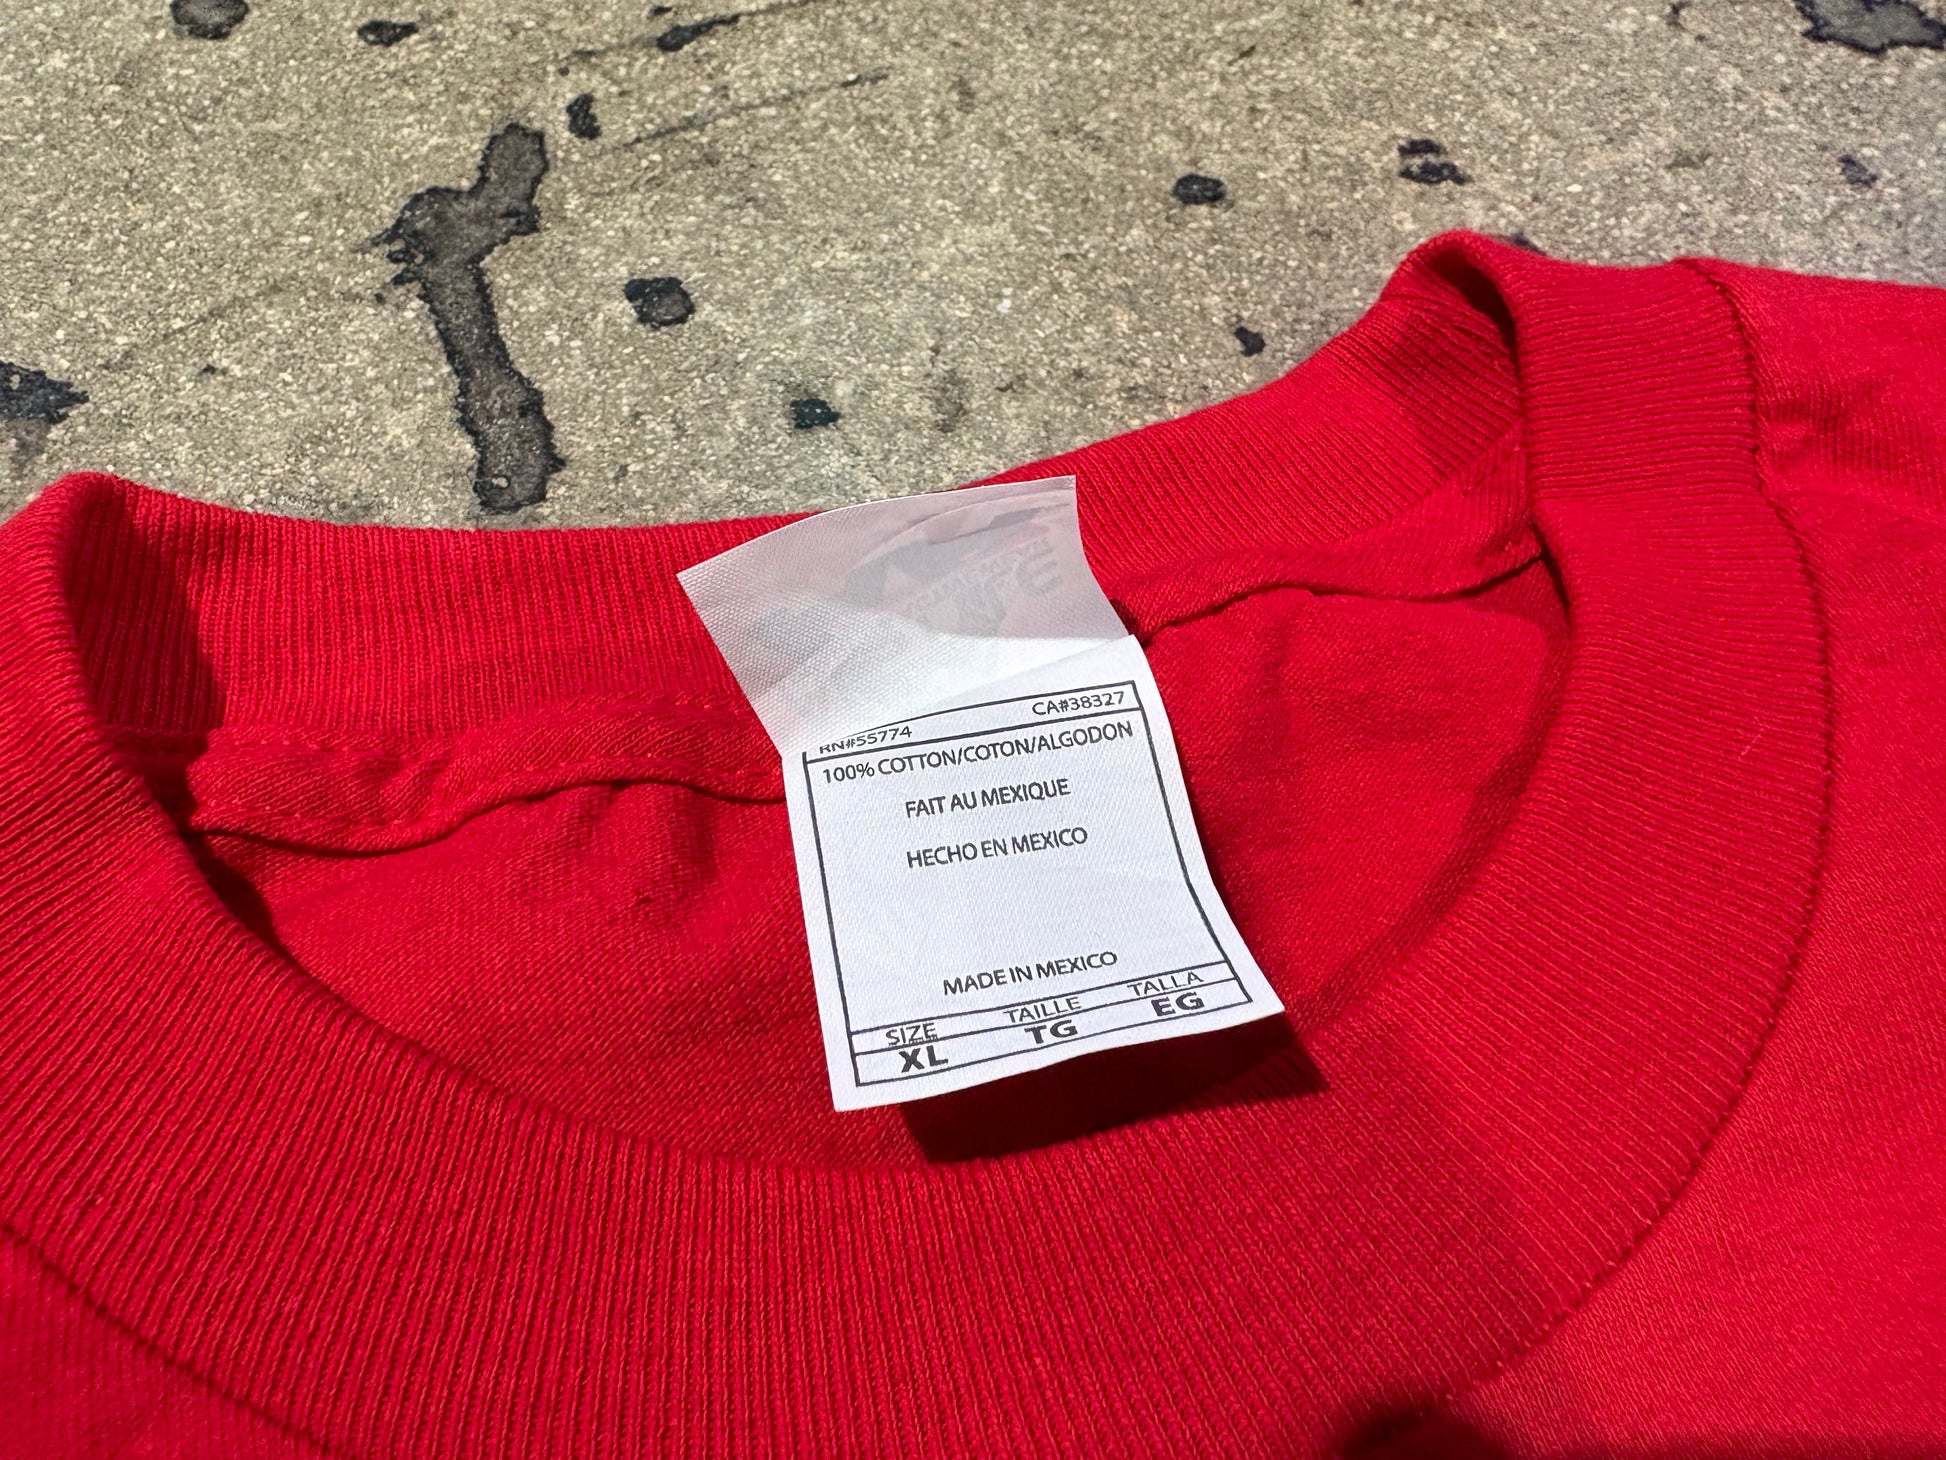 RN#55774 CA#38327
100% COTTON/COTON/ALGODON
FAIT AU MEXIQUE
HECHO EN MEXICO
MADE IN MEXICO
SIZE TAILLE TALLA
XL TG EG